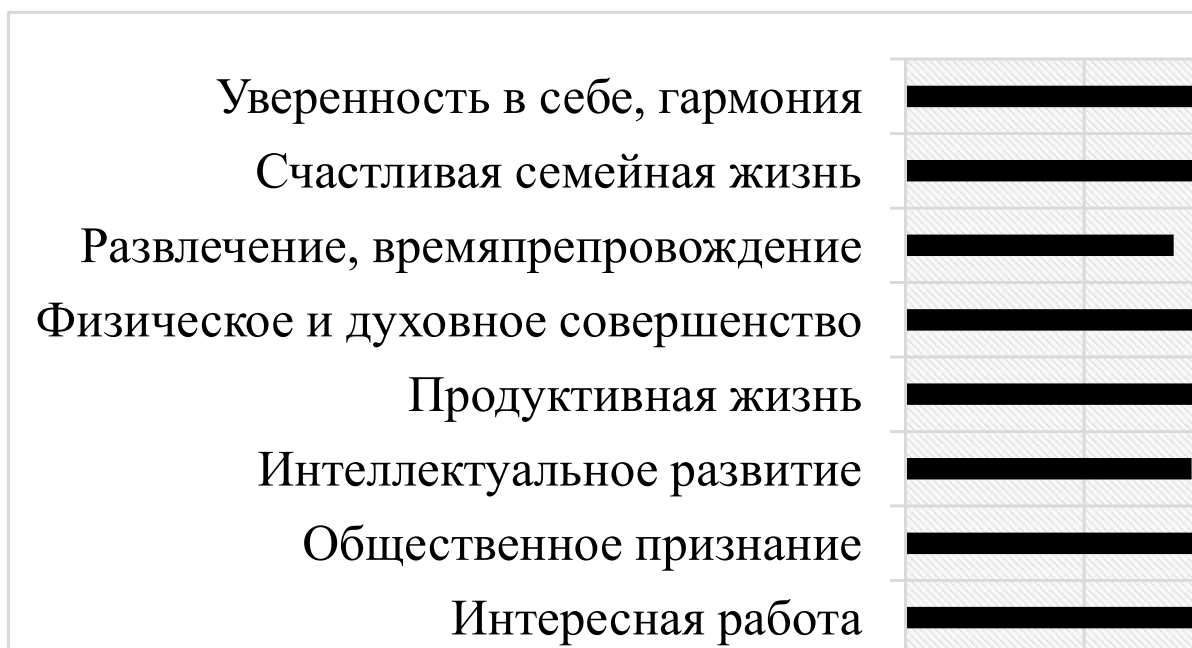 Уверенность в себе, гармония
Счастливая семейная жизнь
Развлечение, времяпрепровождение
Физическое и духовное совершенство
Продуктивная жизнь
Интеллектуальное развитие
Общественное признание
Интересная работа